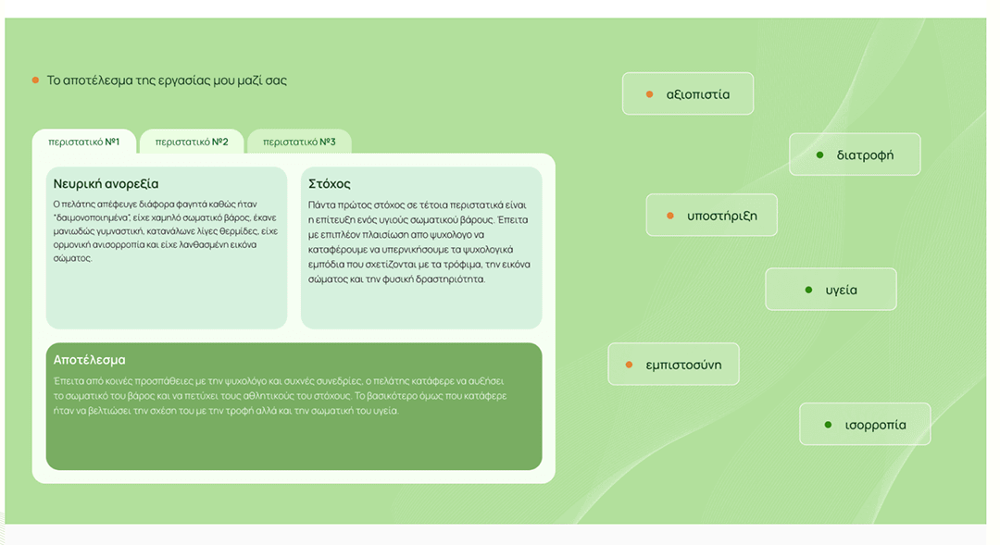 Το αποτέλεσμα της εργασίας μου μαζί σας
περιστατικό №1
περιστατικό №2
περιστατικό №3
Νευρική ανορεξία
Ο πελάτης απέφευγε διάφορα φαγητά καθώς ήταν
"δαιμονοποιημένα", είχε χαμηλό σωματικό βάρος, έκανε
μανιωδώς γυμναστική, κατανάλωνε λίγες θερμίδες, είχε
ορμονική ανισορροπία και είχε λανθασμένη εικόνα
σώματος.
Στόχος
Πάντα πρώτος στόχος σε τέτοια περιστατικά είναι
η επίτευξη ενός υγιούς σωματικού βάρους. Έπειτα
με επιπλέον πλαισίωση απο ψυχολογο να
καταφέρουμε να υπερνικήσουμε τα ψυχολογικά
εμπόδια που σχετίζονται με τα τρόφιμα, την εικόνα
σώματος και την φυσική δραστηριότητα.
Αποτέλεσμα
Έπειτα από κοινές προσπάθειες με την ψυχολόγο και συχνές συνεδρίες, ο πελάτης κατάφερε να αυξήσει
το σωματικό του βάρος και να πετύχει τους αθλητικούς του στόχους. Το βασικότερο όμως που κατάφερε
ήταν να βελτιώσει την σχέση του με την τροφή αλλά και την σωματική του υγεία.
αξιοπιστία
διατροφή
υποστήριξη
υγεία
εμπιστοσύνη
ισορροπία